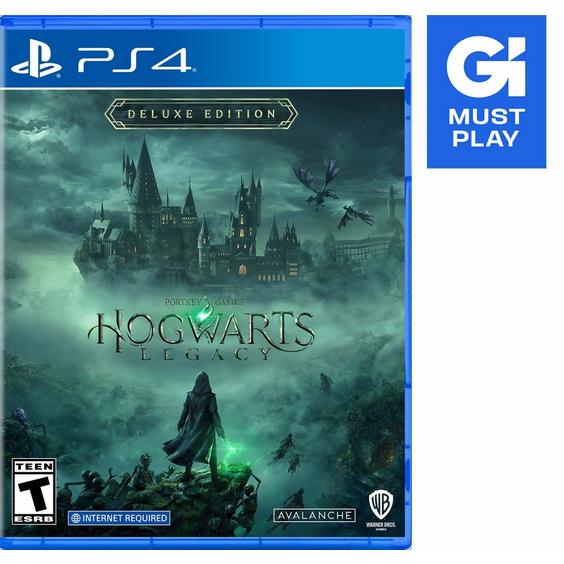 PS4
GI
MUST
PLAY
DELUXE EDITION
PORTKEY GAMES
HOGWARTS
LEGACY
TEEN
T
ESRB
INTERNET REQUIRED
AVALANCHE
WB
WARNER BROS.
GAMES